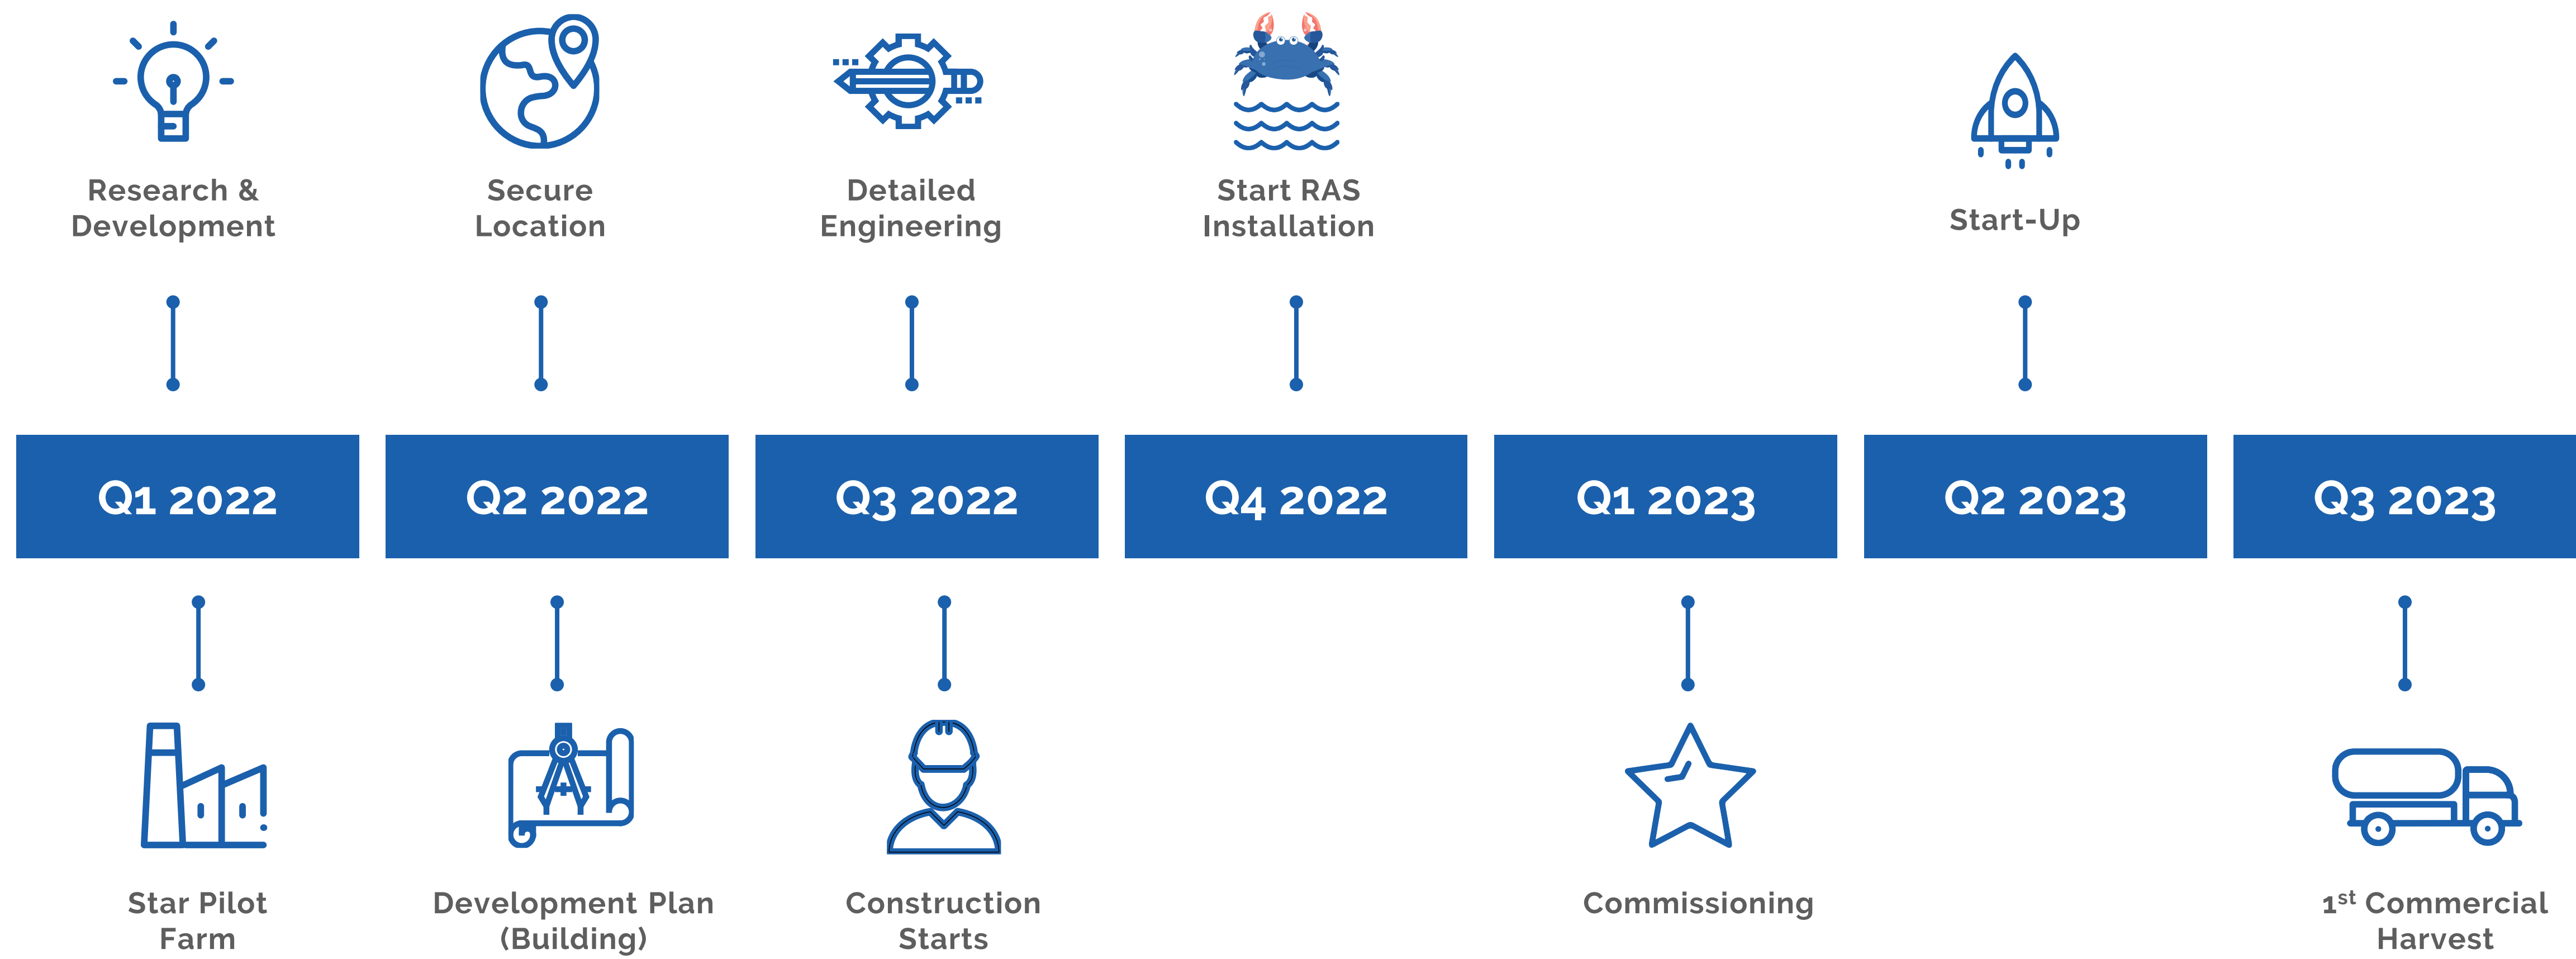 Research &
Development
Secure
Location
Detailed
Engineering
Start RAS
Installation
Start-Up
Q1 2022
Q2 2022
Q3 2022
Q4 2022
Q1 2023
Q2 2023
Q3 2023
Star Pilot
Farm
Development Plan
(Building)
Construction
Starts
Commissioning
1st Commercial
Harvest